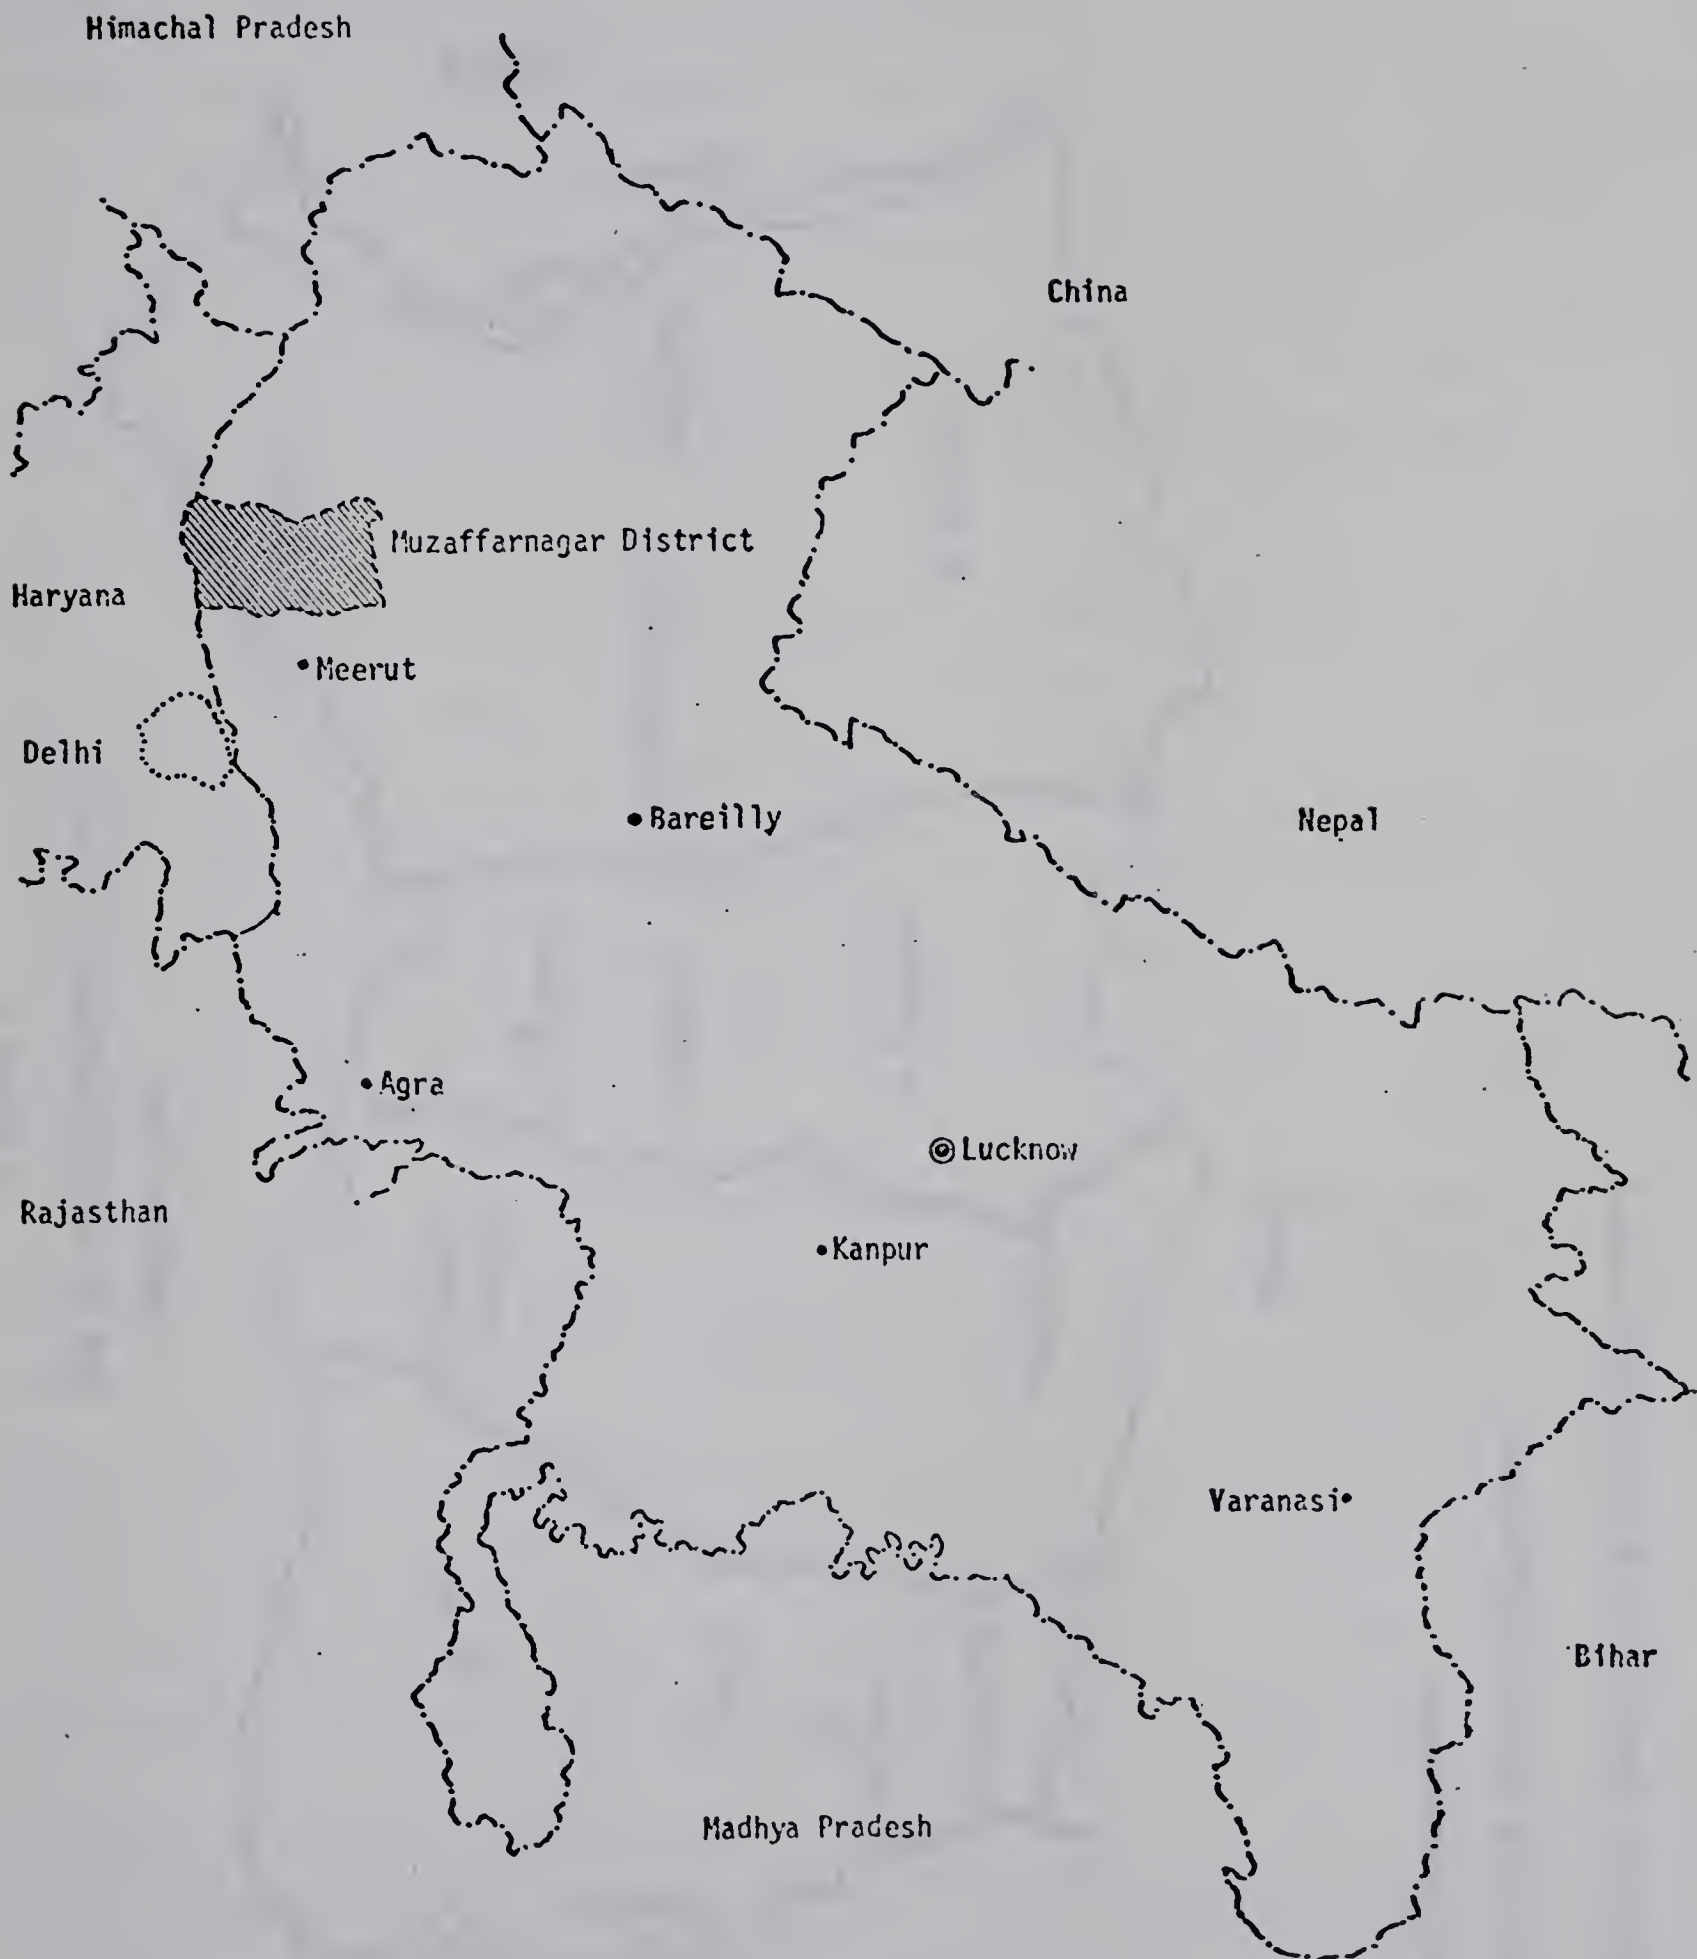 Himachal Pradesh
China
Muzaffarnagar District
Haryana
Meerut
Delhi
Bareilly
Nepal
Agra
Lucknow
Rajasthan
Kanpur
Varanasi
Bihar
Madhya Pradesh